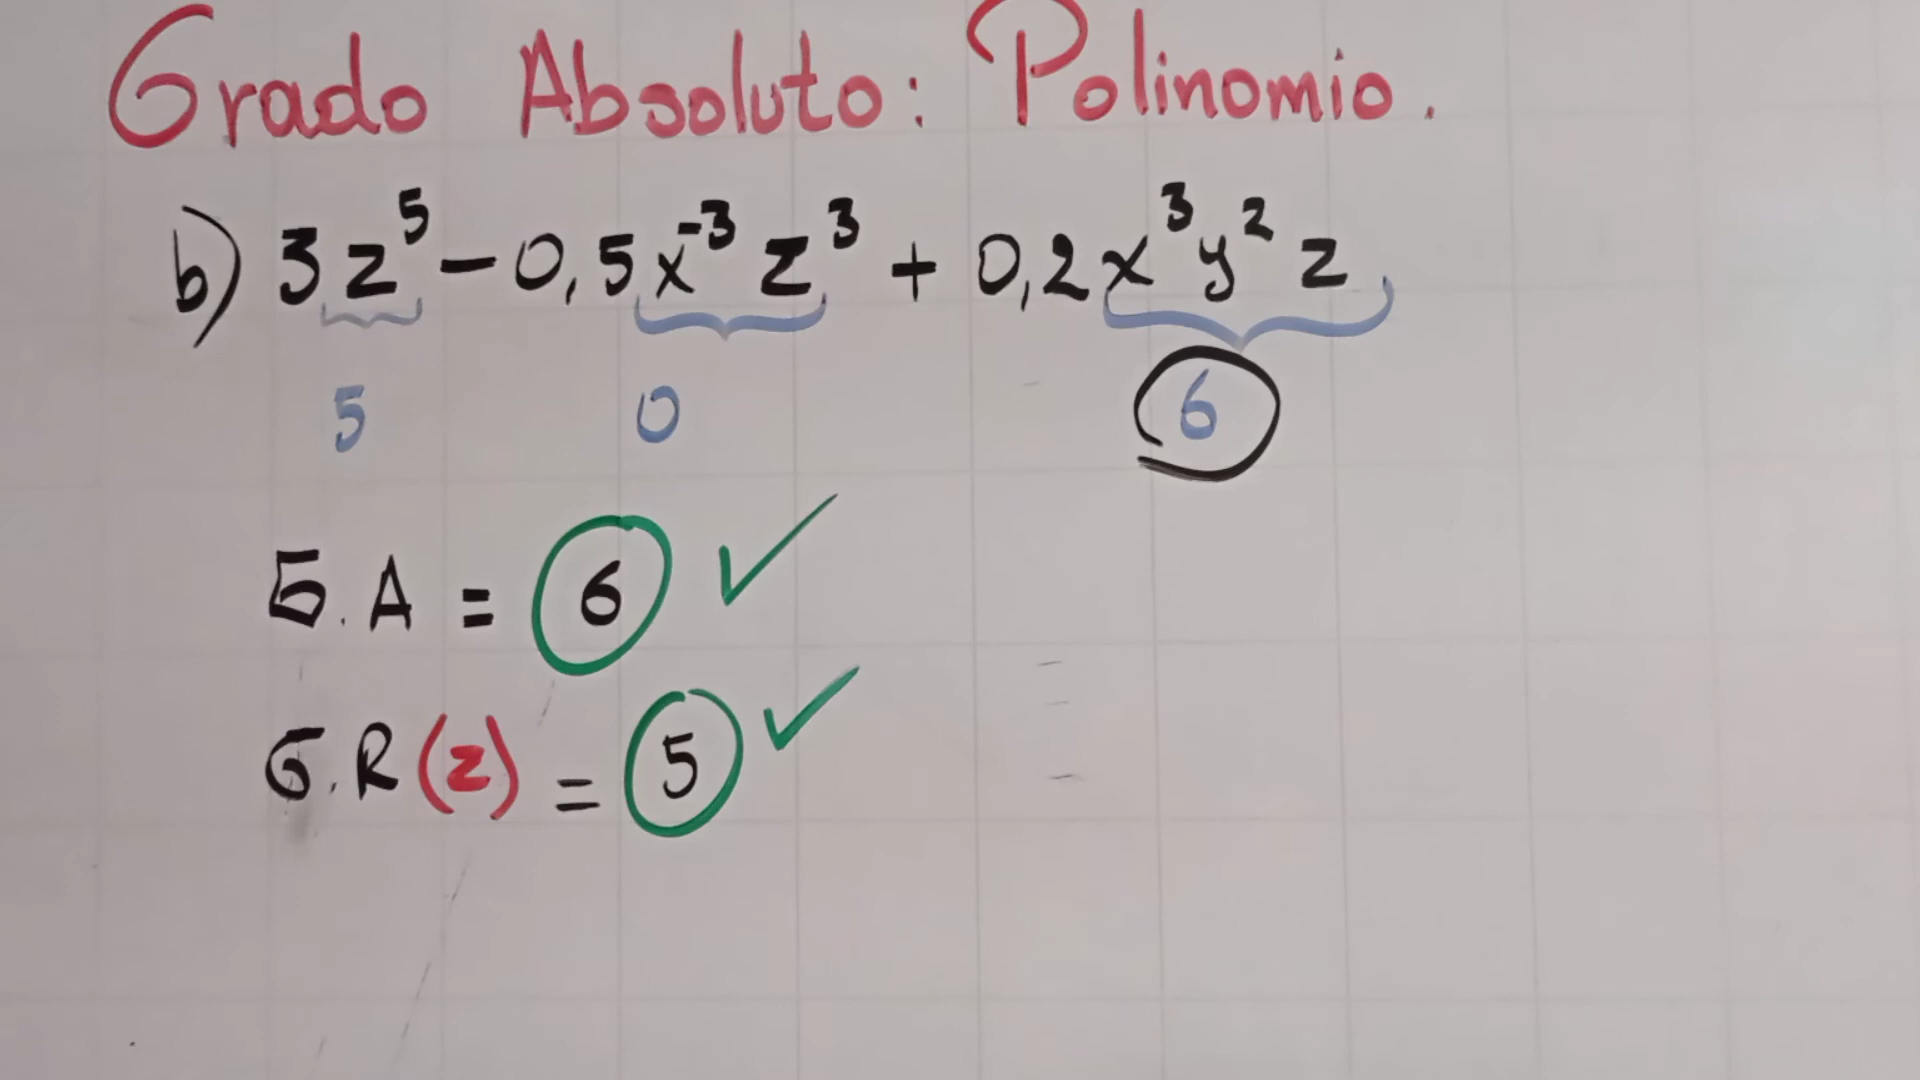 Grado Absoluto: Polinomio.
b) 3z⁵ - 0,5x⁻³z³ + 0,2x³y²z
5 0 6
G.A = 6 ✓
G.R(z) = 5 ✓